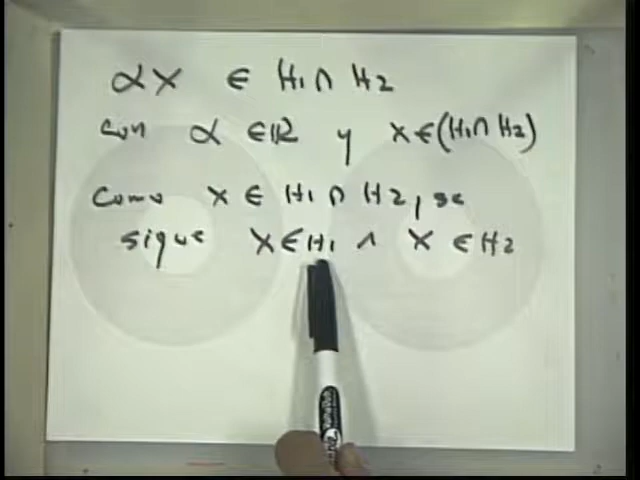 αx ∈ H1 ∩ H2
con α ∈ ℝ y x ∈ (H1 ∩ H2)
Como x ∈ H1 ∩ H2, se
sigue x ∈ H1 ∧ x ∈ H2